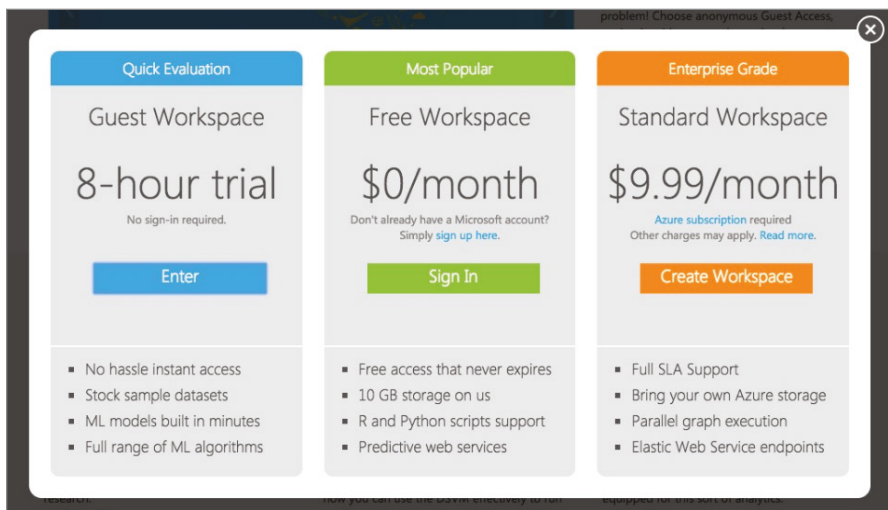 problem! Choose anonymous Guest Access,
Quick Evaluation
Guest Workspace
8-hour trial
No sign-in required.
Enter
▪ No hassle instant access
▪ Stock sample datasets
▪ ML models built in minutes
▪ Full range of ML algorithms
Most Popular
Free Workspace
$0/month
Don't already have a Microsoft account?
Simply sign up here.
Sign In
▪ Free access that never expires
▪ 10 GB storage on us
▪ R and Python scripts support
▪ Predictive web services
Enterprise Grade
Standard Workspace
$9.99/month
Azure subscription required
Other charges may apply. Read more.
Create Workspace
▪ Full SLA Support
▪ Bring your own Azure storage
▪ Parallel graph execution
▪ Elastic Web Service endpoints
research.
how you can use the DSVM effectively to run
equipped for this sort of analytics.